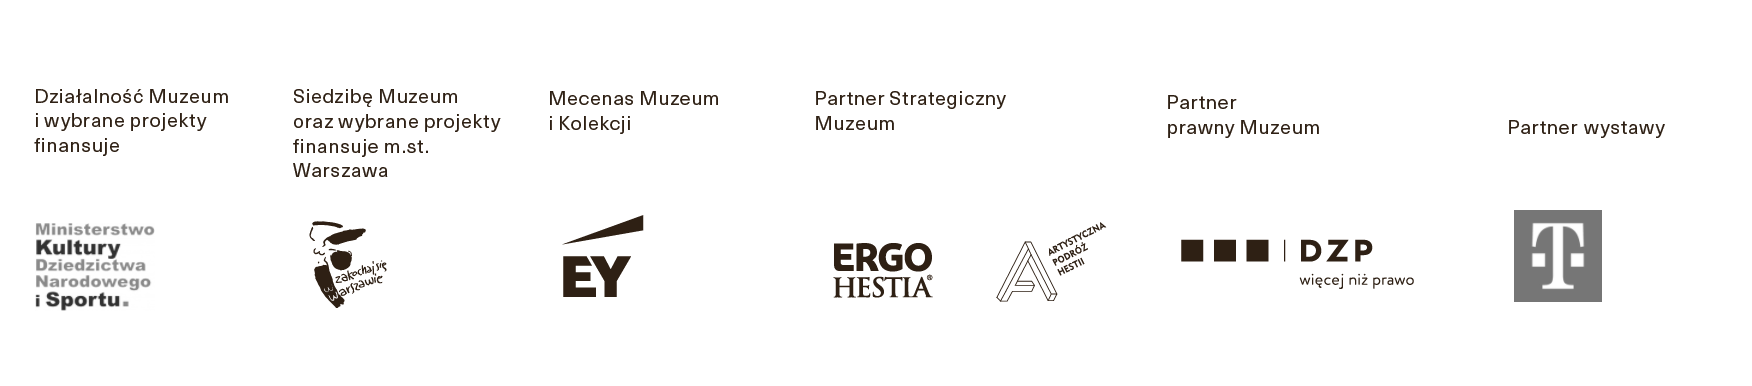 Działalność Muzeum
i wybrane projekty
finansuje
Siedzibę Muzeum
oraz wybrane projekty
finansuje m.st.
Warszawa
Mecenas Muzeum
i Kolekcji
Partner Strategiczny
Muzeum
Partner
prawny Muzeum
Partner wystawy
Ministerstwo
Kultury
Dziedzictwa
Narodowego
i Sportu.
zakochaj się
w Warszawie
EY
ERGO
HESTIA®
ARTYSTYCZNA
PODRÓŻ
HESTII
DZP
więcej niż prawo
T